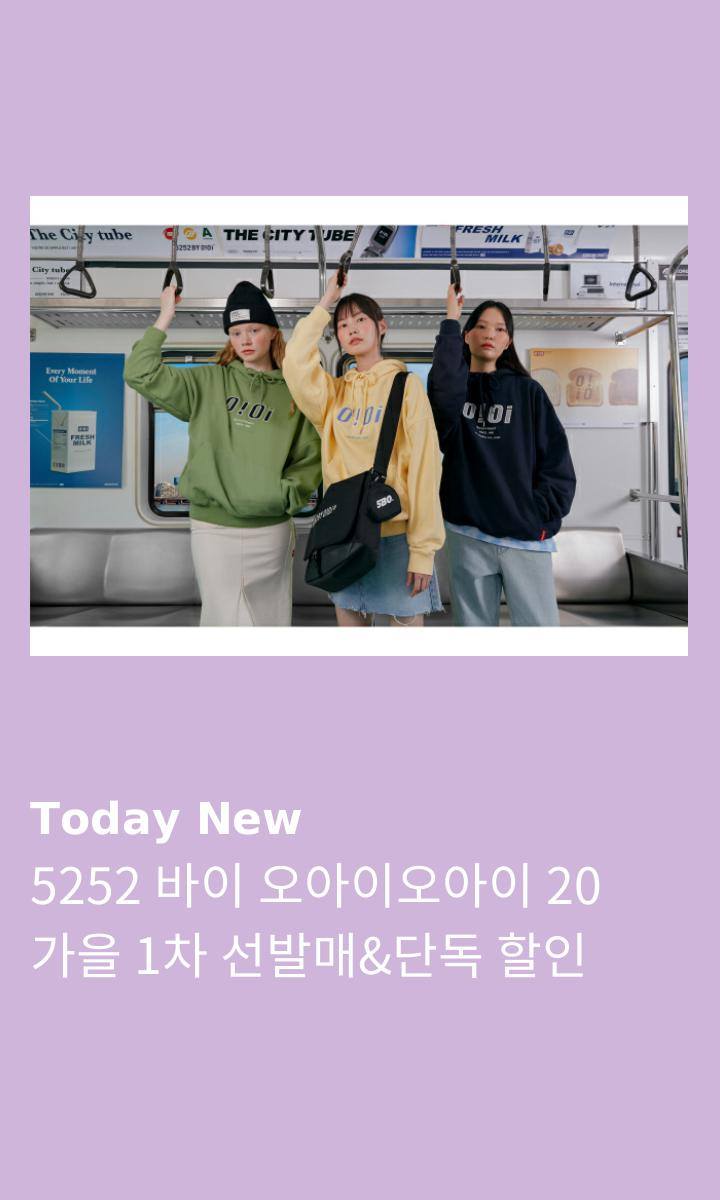 The City tube
5252 BY O!Oi
THE CITY TUBE
FRESH
MILK
City tube
Every Moment
Of Your Life
FRESH
MILK
O!Oi
O!Oi
O!Oi
5BO.
Today New
5252 바이 오아이오아이 20
가을 1차 선발매&단독 할인